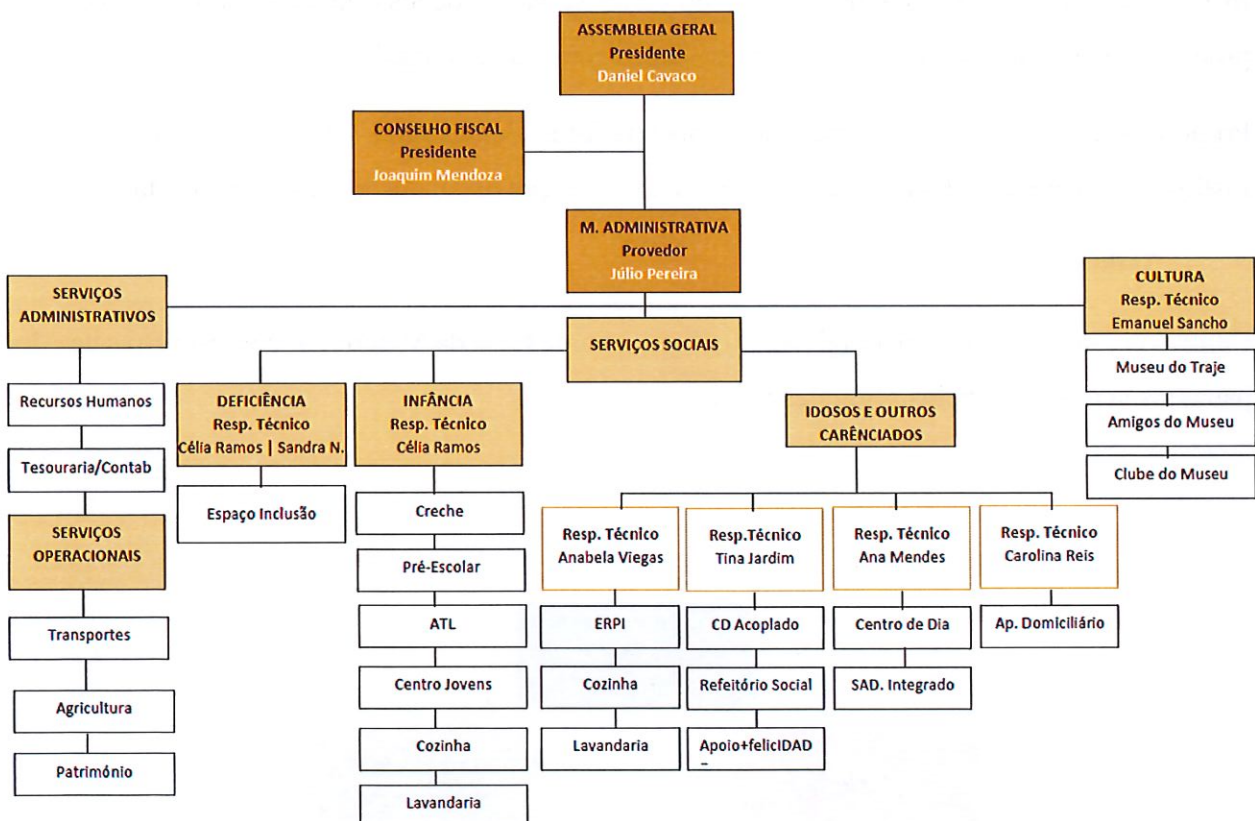 ASSEMBLEIA GERAL
Presidente
Daniel Cavaco
CONSELHO FISCAL
Presidente
Joaquim Mendoza
M. ADMINISTRATIVA
Provedor
Júlio Pereira
SERVIÇOS
ADMINISTRATIVOS
Recursos Humanos
Tesouraria/Contab
SERVIÇOS
OPERACIONAIS
Transportes
Agricultura
Património
SERVIÇOS SOCIAIS
DEFICIÊNCIA
Resp. Técnico
Célia Ramos | Sandra N.
Espaço Inclusão
INFÂNCIA
Resp. Técnico
Célia Ramos
Creche
Pré-Escolar
ATL
Centro Jovens
Cozinha
Lavandaria
IDOSOS E OUTROS
CARÊNCIADOS
Resp. Técnico
Anabela Viegas
ERPI
Cozinha
Lavandaria
Resp.Técnico
Tina Jardim
CD Acoplado
Refeitório Social
Apoio+felicIDAD
Resp. Técnico
Ana Mendes
Centro de Dia
SAD. Integrado
Resp. Técnico
Carolina Reis
Ap. Domiciliário
CULTURA
Resp. Técnico
Emanuel Sancho
Museu do Traje
Amigos do Museu
Clube do Museu